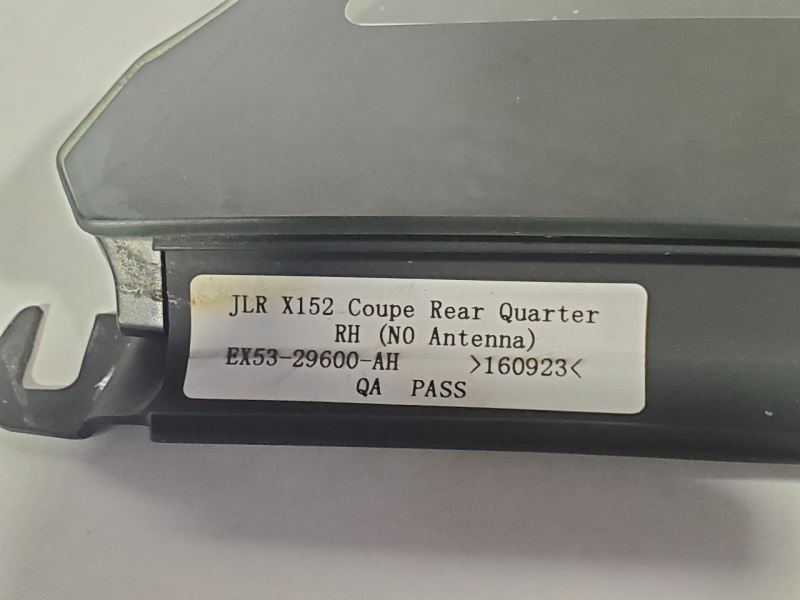 JLR X152 Coupe Rear Quarter
RH (NO Antenna)
EX53-29600-AH >160923<
QA PASS